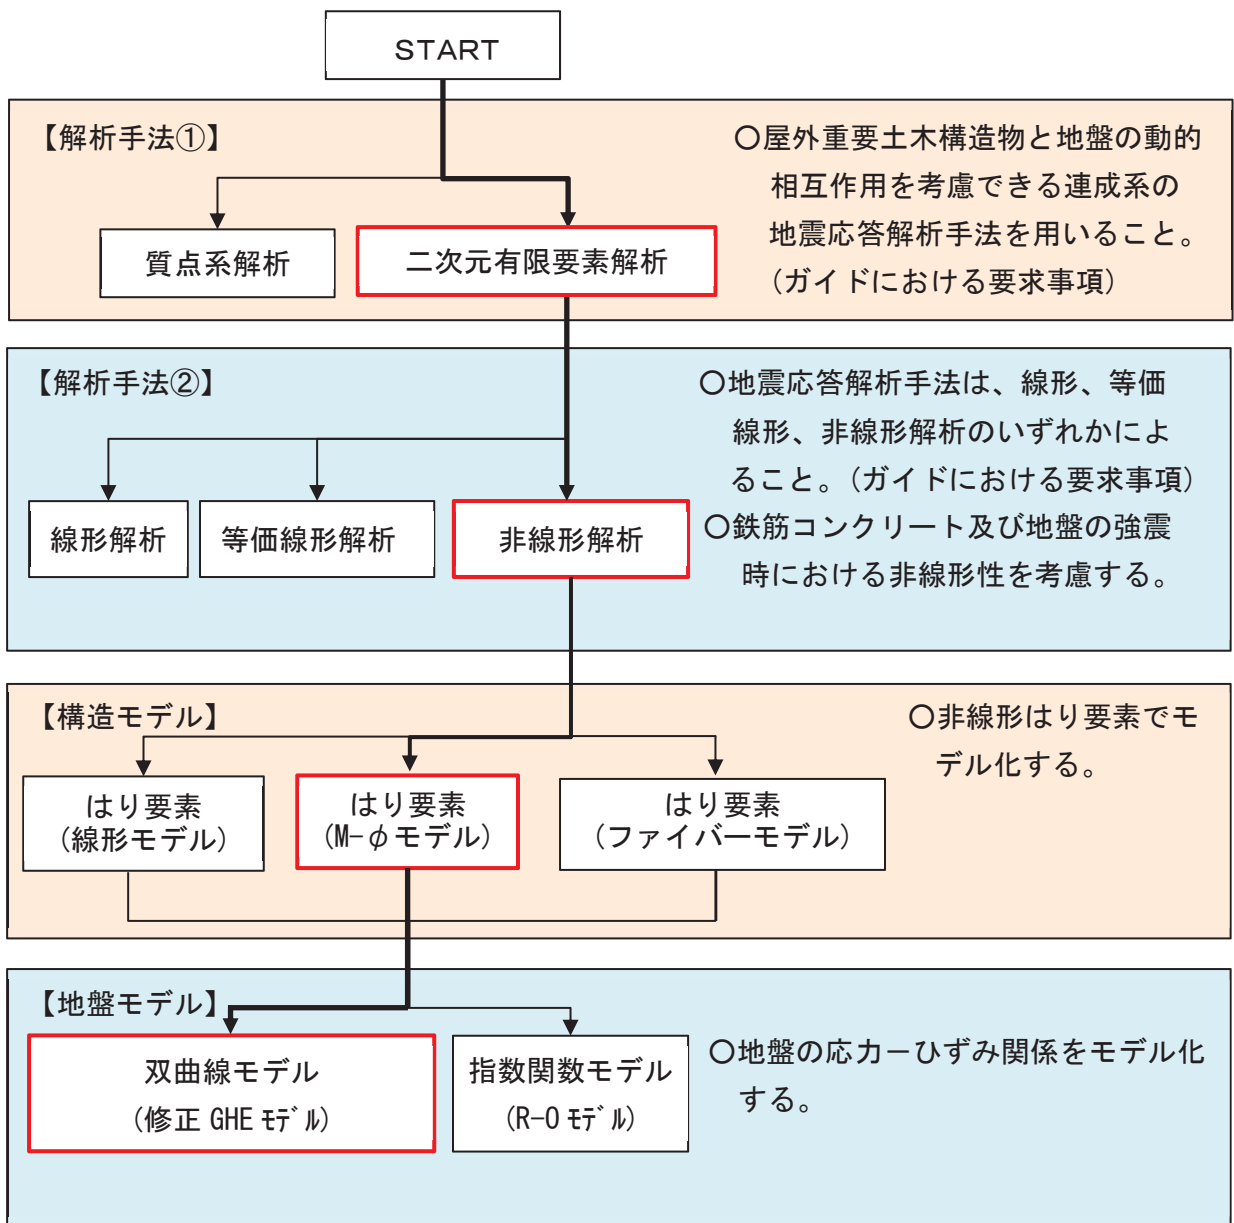 START
【解析手法①】
○屋外重要土木構造物と地盤の動的
相互作用を考慮できる連成系の
地震応答解析手法を用いること。
(ガイドにおける要求事項)
質点系解析
二次元有限要素解析
【解析手法②】
○地震応答解析手法は、線形、等価
線形、非線形解析のいずれかによ
ること。(ガイドにおける要求事項)
○鉄筋コンクリート及び地盤の強震
時における非線形性を考慮する。
線形解析
等価線形解析
非線形解析
【構造モデル】
○非線形はり要素でモ
デル化する。
はり要素
(線形モデル)
はり要素
(M-φモデル)
はり要素
(ファイバーモデル)
【地盤モデル】
○地盤の応力－ひずみ関係をモデル化
する。
双曲線モデル
(修正 GHE ﾓﾃﾞﾙ)
指数関数モデル
(R-O ﾓﾃﾞﾙ)